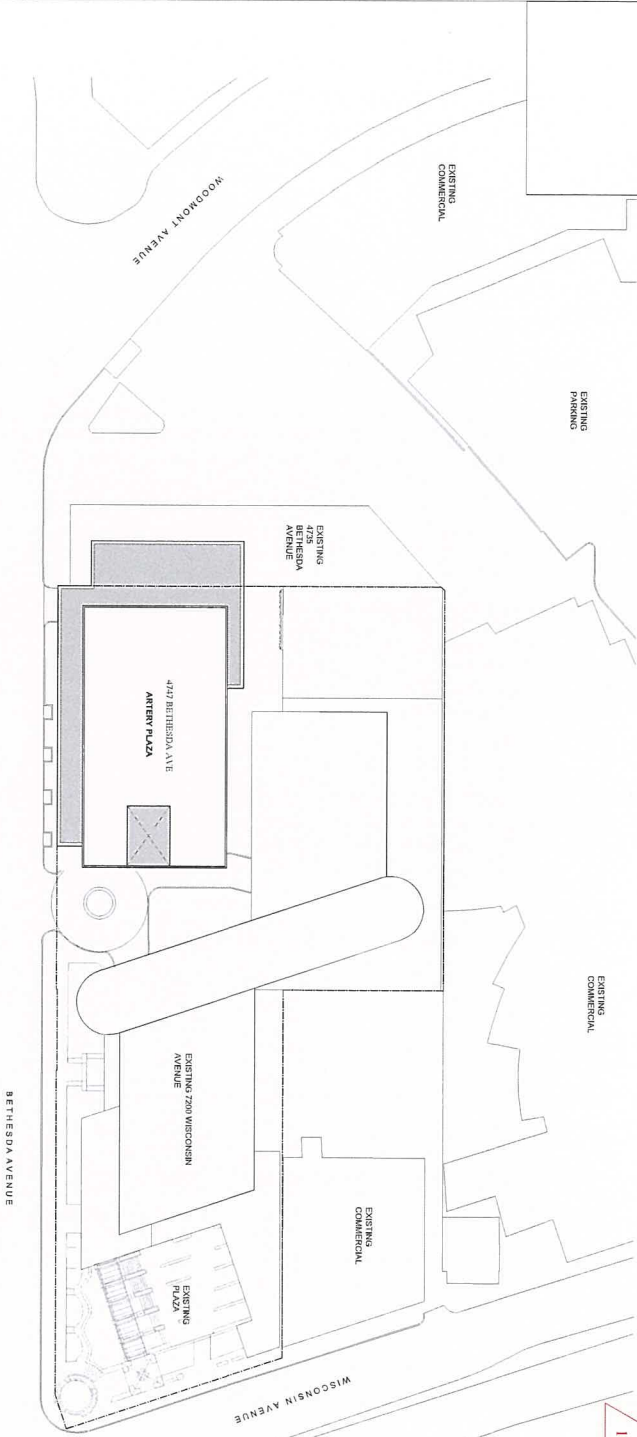 WOODMONT AVENUE
EXISTING
COMMERCIAL
EXISTING
PARKING
EXISTING
4735
BETHESDA
AVENUE
4747 BETHESDA AVE
ARTERY PLAZA
EXISTING
COMMERCIAL
EXISTING 7200 WISCONSIN
AVENUE
EXISTING
COMMERCIAL
EXISTING
PLAZA
WISCONSIN AVENUE
BETHESDA AVENUE
1